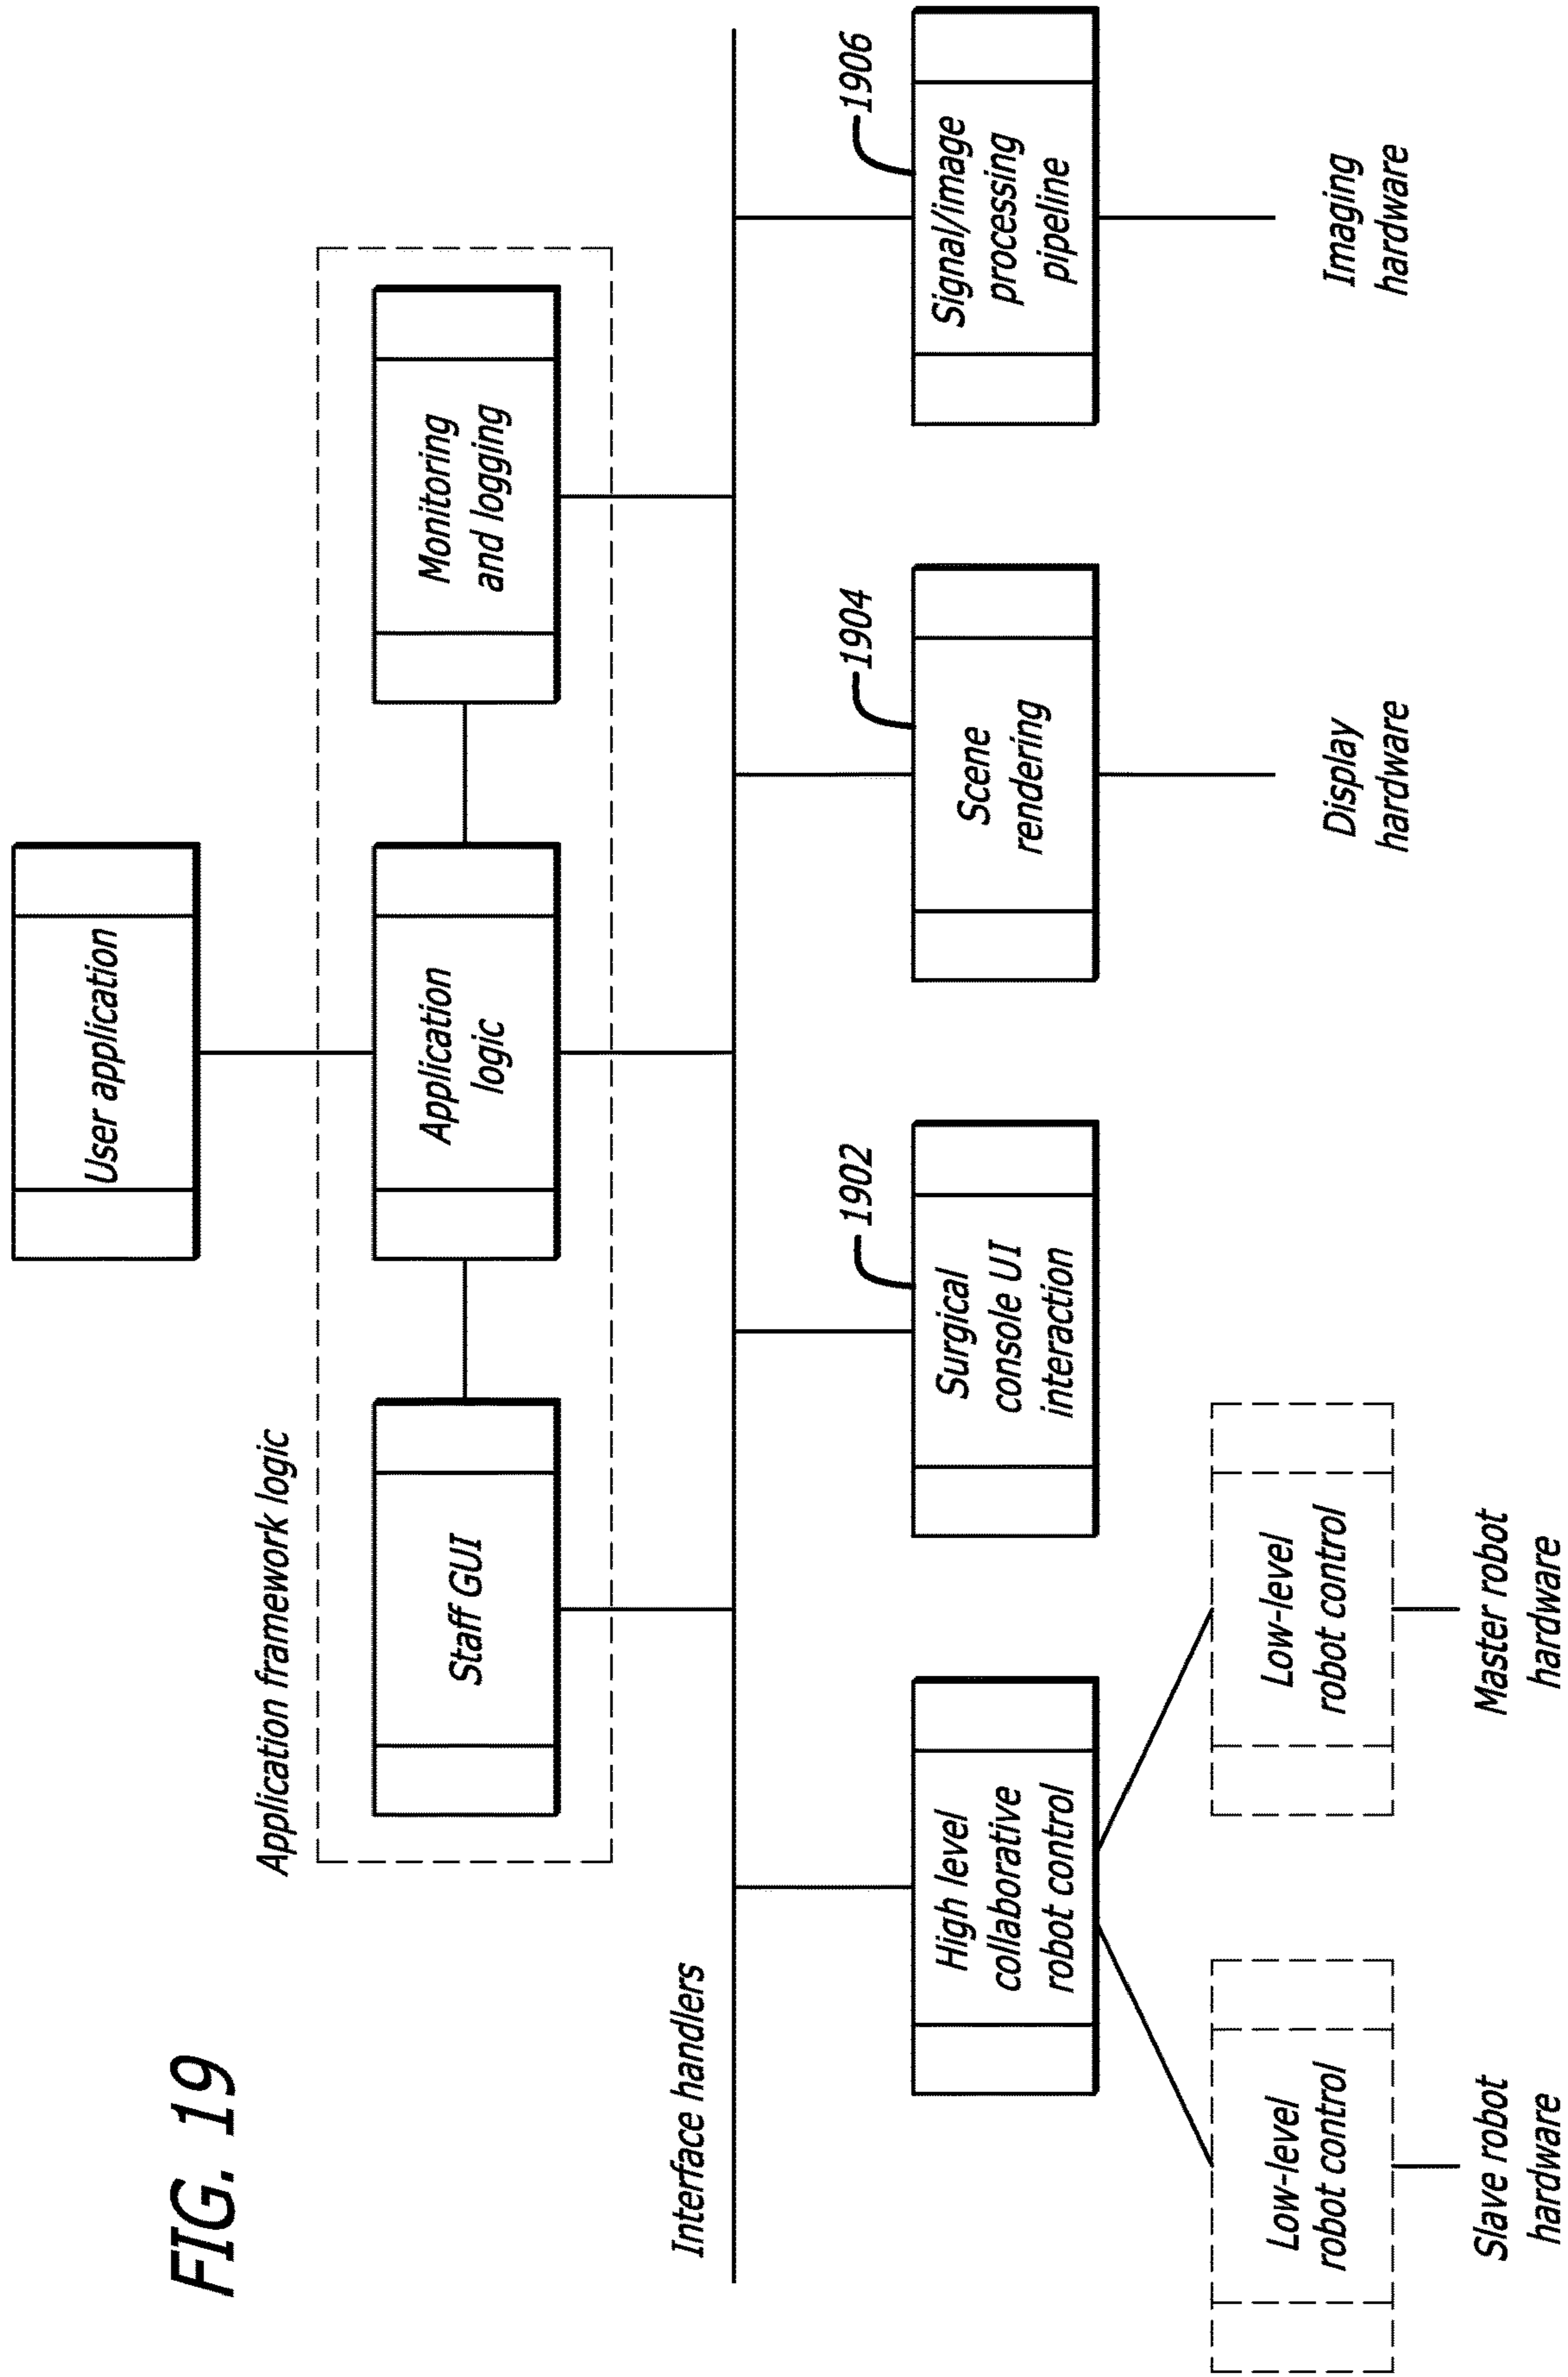 FIG. 19
User application
Application framework logic
Staff GUI
Application
logic
Monitoring
and logging
Interface handlers
High level
collaborative
robot control
1902
Surgical
console UI
interaction
1904
Scene
rendering
1906
Signal/image
processing
pipeline
Low-level
robot control
Low-level
robot control
Slave robot
hardware
Master robot
hardware
Display
hardware
Imaging
hardware